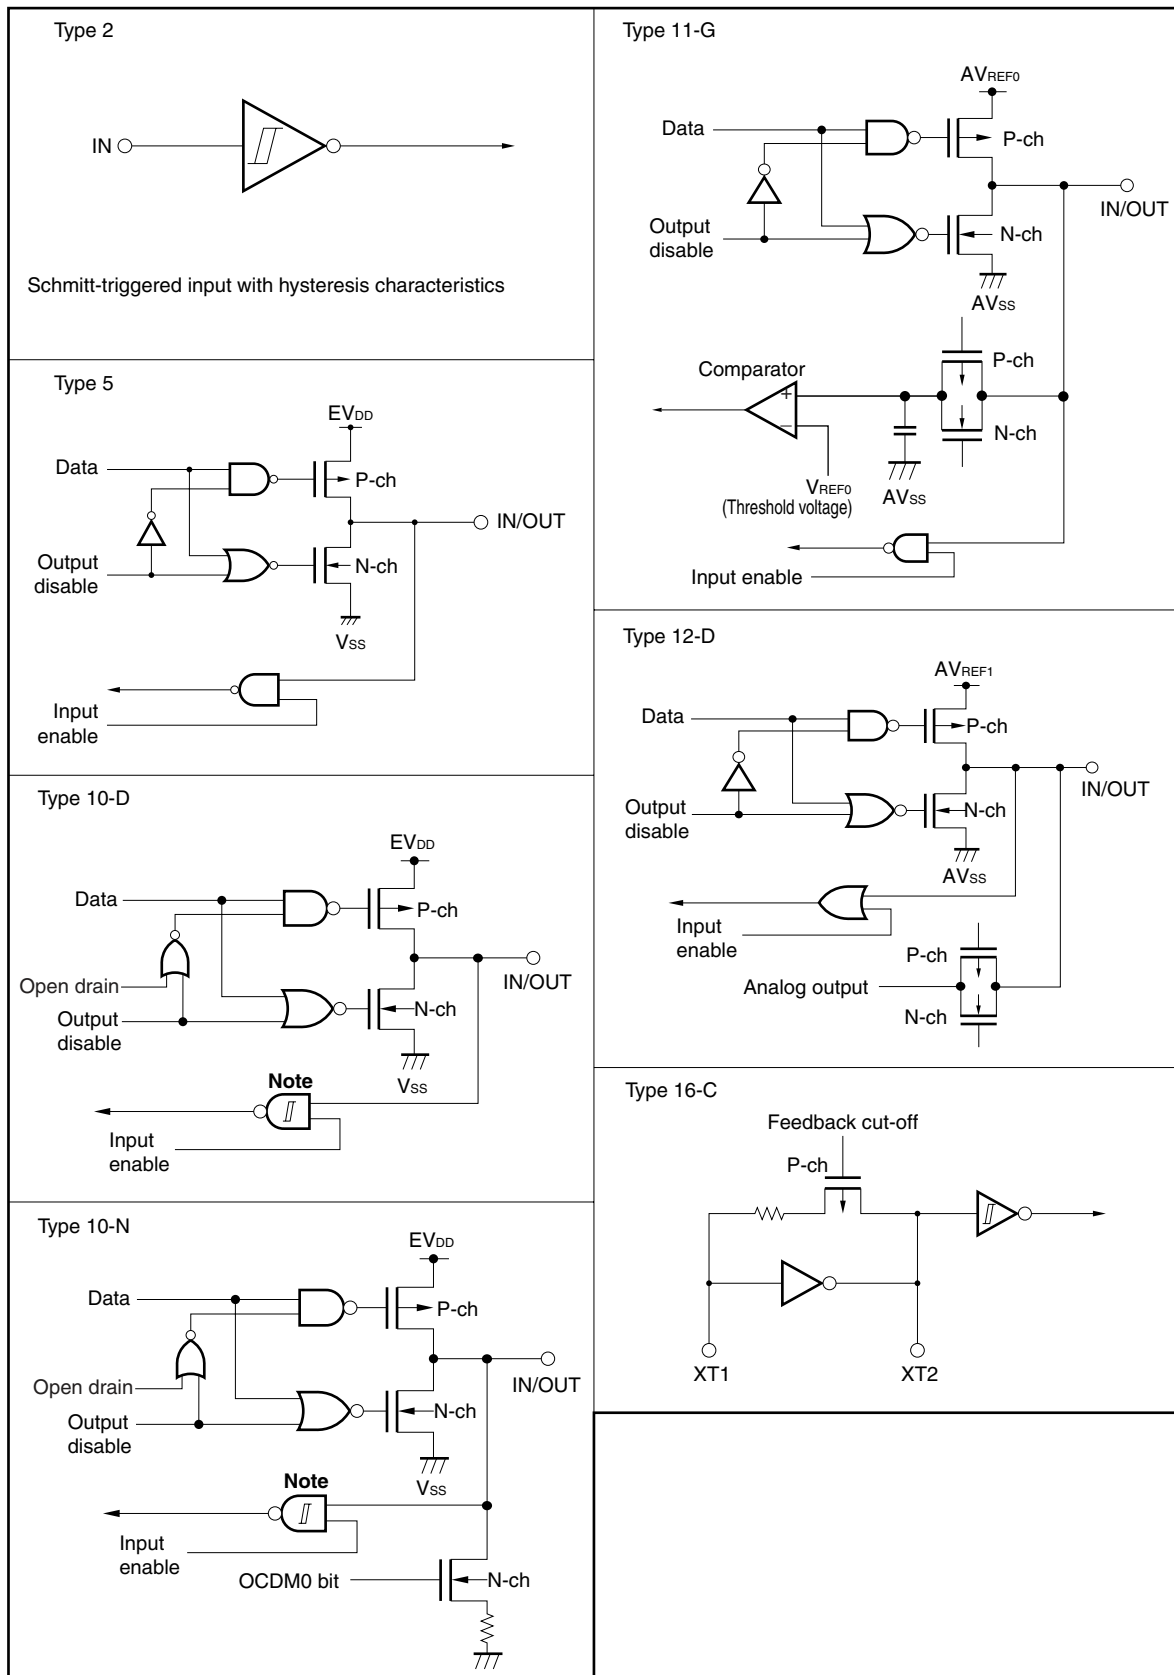 Type 2
IN
Schmitt-triggered input with hysteresis characteristics
Type 5
EVDD
Data
P-ch
IN/OUT
Output
disable
N-ch
VSS
Input
enable
Type 10-D
EVDD
Data
P-ch
Open drain
IN/OUT
Output
disable
N-ch
VSS
Note
Input
enable
Type 10-N
EVDD
Data
P-ch
Open drain
IN/OUT
Output
disable
N-ch
VSS
Note
Input
enable
OCDM0 bit
N-ch
Type 11-G
AVREF0
Data
P-ch
IN/OUT
Output
disable
N-ch
AVSS
Comparator
P-ch
+
–
N-ch
VREF0
(Threshold voltage)
AVSS
Input enable
Type 12-D
AVREF1
Data
P-ch
IN/OUT
Output
disable
N-ch
AVSS
Input
enable
P-ch
Analog output
N-ch
Type 16-C
Feedback cut-off
P-ch
XT1
XT2